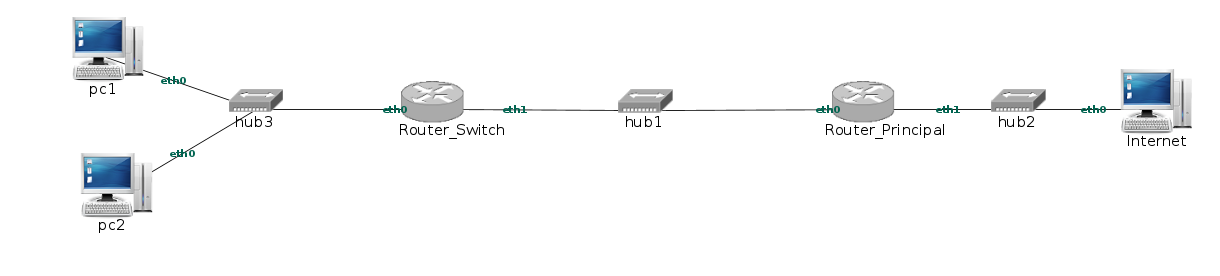 eth0
pc1
hub3
eth0
Router_Switch
eth1
hub1
eth0
Router_Principal
eth1
hub2
eth0
Internet
eth0
pc2